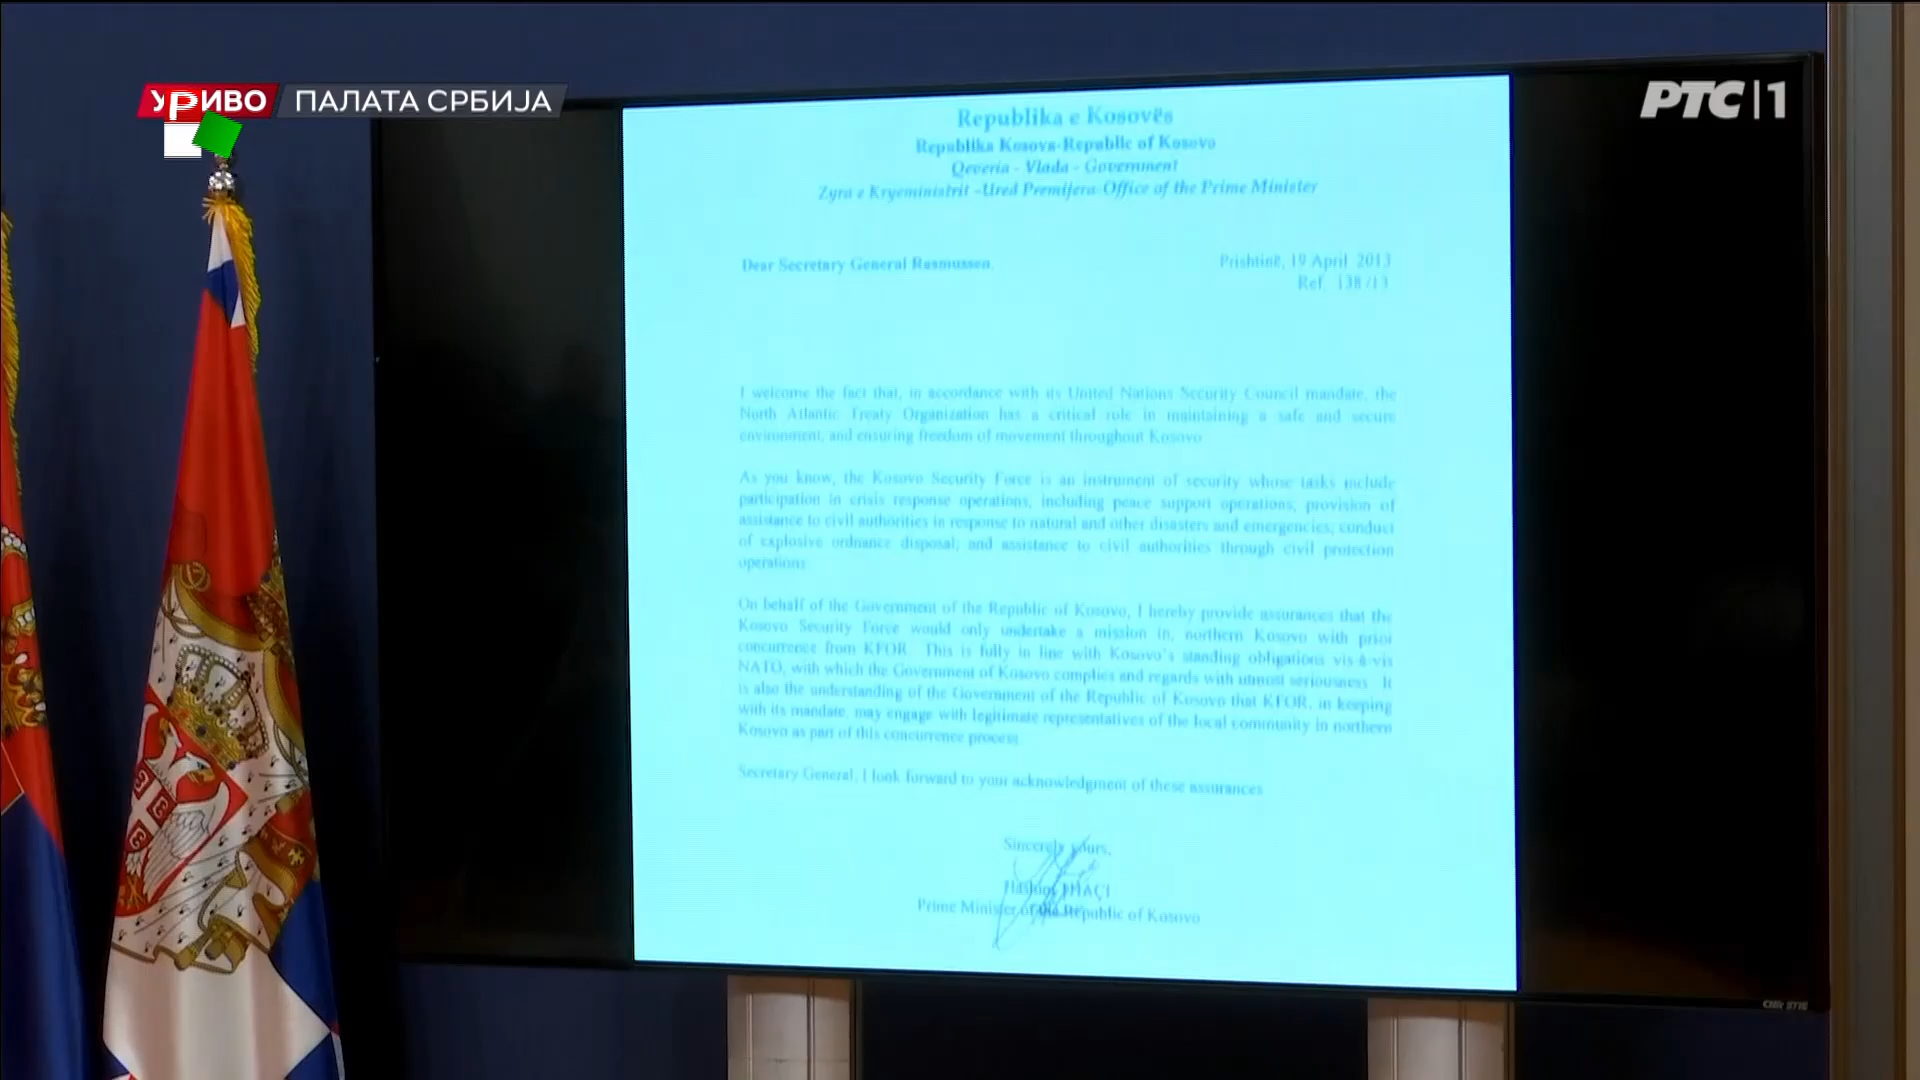 УЖИВО
ПАЛАТА СРБИЈА
РТС|1
Republika e Kosovës
Republika Kosova-Republic of Kosovo
Qeveria - Vlada - Government
Zyra e Kryeministrit -Ured Premijera-Office of the Prime Minister
Dear Secretary General Rasmussen,
Prishtinë, 19 April 2013
Ref. 138/13
I welcome the fact that, in accordance with its United Nations Security Council mandate, the
North Atlantic Treaty Organization has a critical role in maintaining a safe and secure
environment, and ensuring freedom of movement throughout Kosovo
As you know, the Kosovo Security Force is an instrument of security whose tasks include
participation in crisis response operations, including peace support operations, provision of
assistance to civil authorities in response to natural and other disasters and emergencies; conduct
of explosive ordnance disposal; and assistance to civil authorities through civil protection
operations
On behalf of the Government of the Republic of Kosovo, I hereby provide assurances that the
Kosovo Security Force would only undertake a mission in, northern Kosovo with prior
concurrence from KFOR. This is fully in line with Kosovo's standing obligations vis-à-vis
NATO, with which the Government of Kosovo complies and regards with utmost seriousness. It
is also the understanding of the Government of the Republic of Kosovo that KFOR, in keeping
with its mandate, may engage with legitimate representatives of the local community in northern
Kosovo as part of this concurrence process
Secretary General, I look forward to your acknowledgment of these assurances
Sincerely yours,
Hashim THAÇI
Prime Minister of the Republic of Kosovo